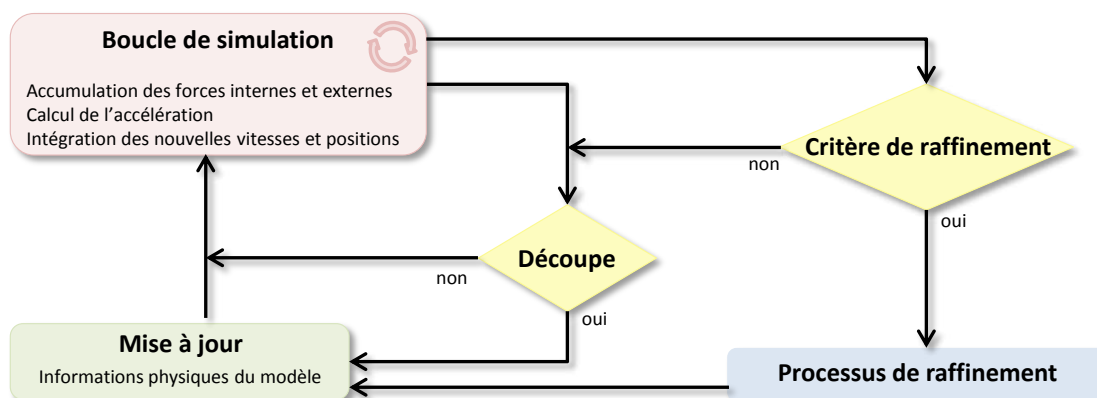 Boucle de simulation
Accumulation des forces internes et externes
Calcul de l’accélération
Intégration des nouvelles vitesses et positions
Critère de raffinement
non
oui
Découpe
non
oui
Mise à jour
Informations physiques du modèle
Processus de raffinement